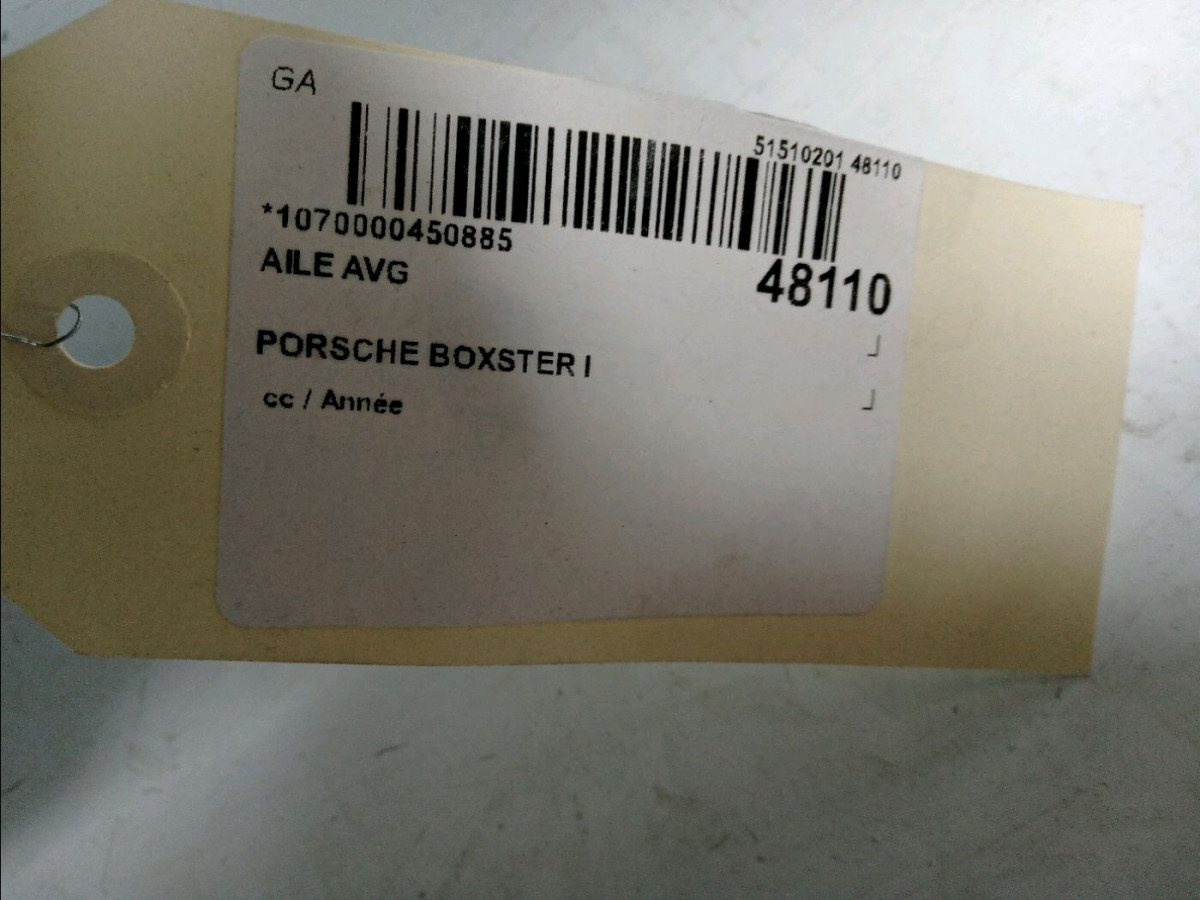 GA
51510201 48110
*1070000450885
AILE AVG
48110
PORSCHE BOXSTER I
cc / Année